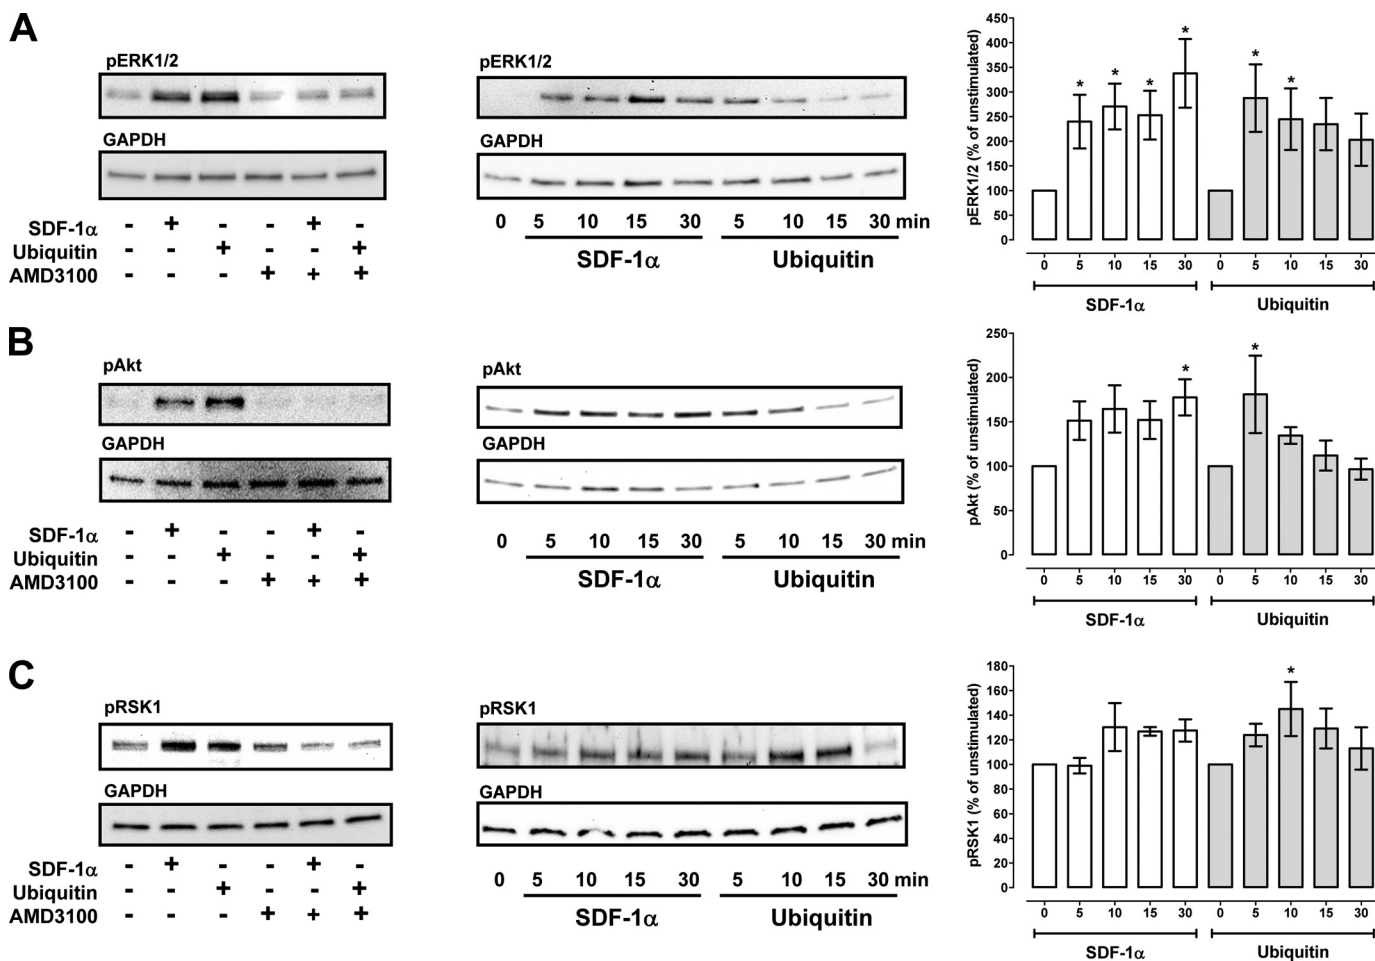 A
pERK1/2
GAPDH
SDF-1α - + - - + -
Ubiquitin - - + - - +
AMD3100 - - - + + +
pERK1/2
GAPDH
0 5 10 15 30 5 10 15 30 min
SDF-1α Ubiquitin
pERK1/2 (% of unstimulated)
450
400
350
300
250
200
150
100
50
0
* * * * * *
0 5 10 15 30 0 5 10 15 30
SDF-1α Ubiquitin
B
pAkt
GAPDH
SDF-1α - + - - + -
Ubiquitin - - + - - +
AMD3100 - - - + + +
pAkt
GAPDH
0 5 10 15 30 5 10 15 30 min
SDF-1α Ubiquitin
pAkt (% of unstimulated)
250
200
150
100
50
0
* *
0 5 10 15 30 0 5 10 15 30
SDF-1α Ubiquitin
C
pRSK1
GAPDH
SDF-1α - + - - + -
Ubiquitin - - + - - +
AMD3100 - - - + + +
pRSK1
GAPDH
0 5 10 15 30 5 10 15 30 min
SDF-1α Ubiquitin
pRSK1 (% of unstimulated)
180
160
140
120
100
80
60
40
20
0
*
0 5 10 15 30 0 5 10 15 30
SDF-1α Ubiquitin